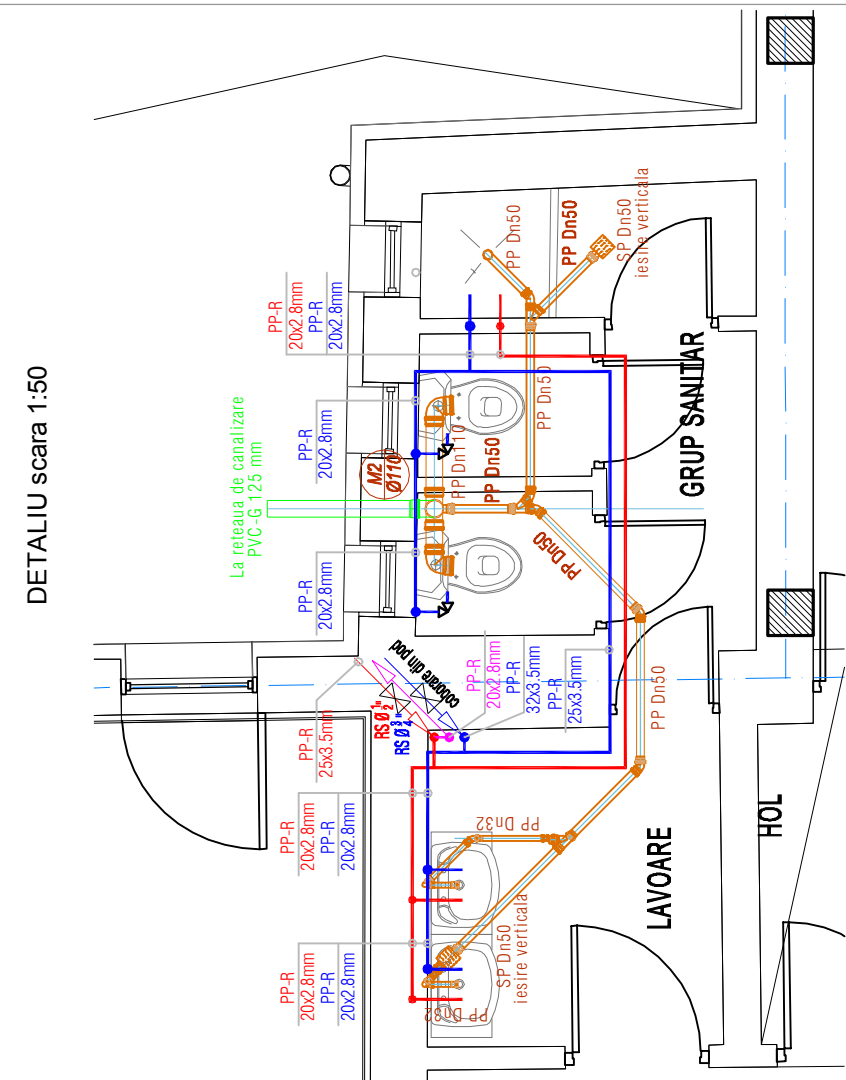 DETALIU scara 1:50
PP-R
20x2.8mm
PP-R
20x2.8mm
PP Dn50
PP Dn50
SP Dn50
iesire verticala
PP-R
20x2.8mm
La reteaua de canalizare
PVC-G 125 mm
M2
Ø110
PP Dn110
PP Dn50
PP Dn50
GRUP SANITAR
PP-R
20x2.8mm
PP Dn50
coborare din pod
RS Ø 1/2"
RS Ø 3/4"
PP-R
25x3.5mm
PP-R
20x2.8mm
PP-R
32x3.5mm
PP-R
25x3.5mm
PP Dn50
PP-R
20x2.8mm
PP-R
20x2.8mm
PP Dn32
LAVOARE
HOL
PP-R
20x2.8mm
PP-R
20x2.8mm
SP Dn50
iesire verticala
PP Dn32